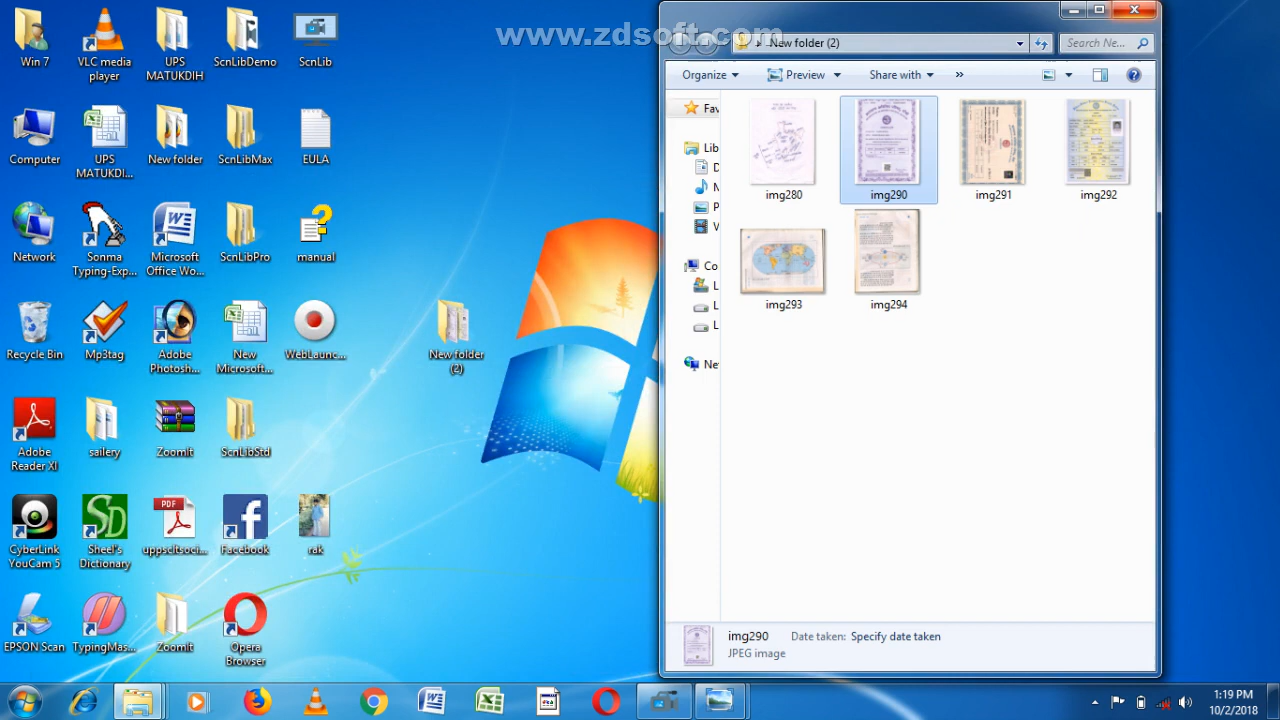 www.zdsoft.com
Win 7
VLC media
player
UPS
MATUKDIH
ScnLibDemo
ScnLib
Computer
UPS
MATUKDI...
New folder
ScnLibMax
EULA
Network
Sonma
Typing-Exp...
Microsoft
Office Wo...
ScnLibPro
manual
Recycle Bin
Mp3tag
Adobe
Photosh...
New
Microsoft...
WebLaunc...
New folder
(2)
Adobe
Reader XI
sailery
ZoomIt
ScnLibStd
CyberLink
YouCam 5
Sheel's
Dictionary
PDF
uppscltsoci...
Facebook
rak
EPSON Scan
TypingMas...
ZoomIt
Opera
Browser
New folder (2)
Search Ne...
Organize
Preview
Share with
»
Fav
Lib
D
N
P
V
Co
L
L
L
Ne
img280
img290
img291
img292
img293
img294
img290
Date taken: Specify date taken
JPEG image
1:19 PM
10/2/2018